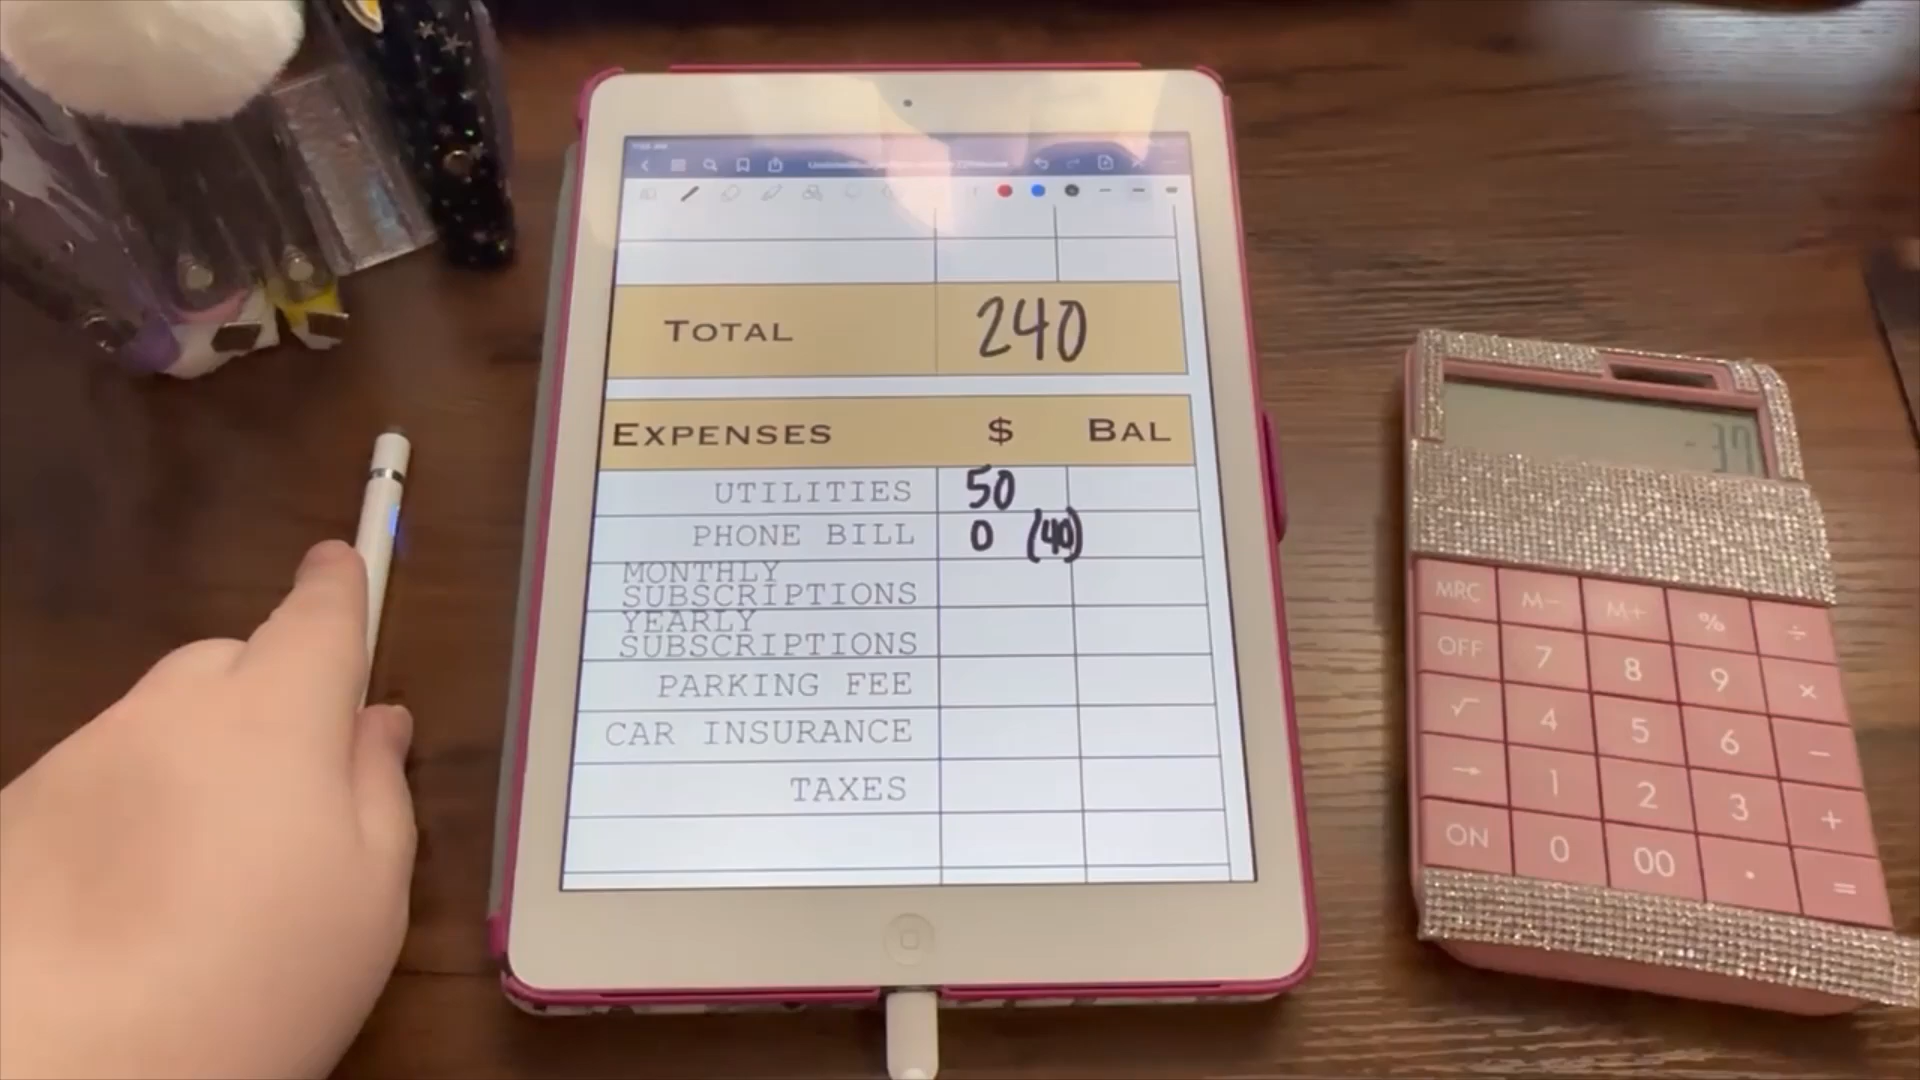 TOTAL 240
EXPENSES $ BAL
UTILITIES 50
PHONE BILL 0 (40)
MONTHLY
SUBSCRIPTIONS
YEARLY
SUBSCRIPTIONS
PARKING FEE
CAR INSURANCE
TAXES
-37
MRC M- M+ % ÷
OFF 7 8 9 ×
√ 4 5 6 −
→ 1 2 3 +
ON 0 00 . =